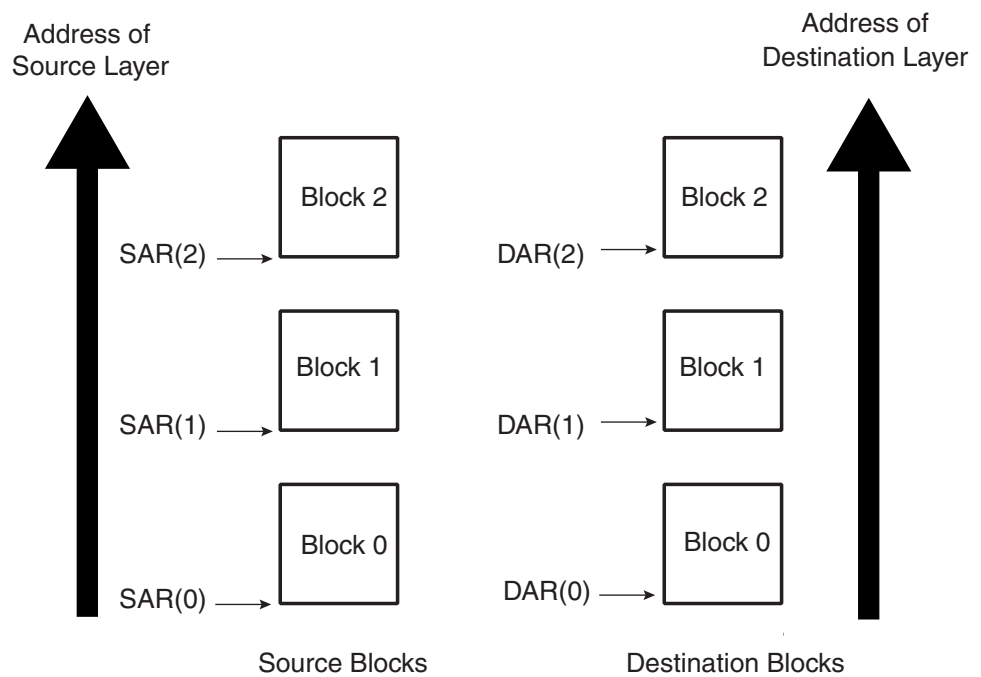 Address of
Source Layer
Address of
Destination Layer
Block 2
Block 2
SAR(2)
DAR(2)
Block 1
Block 1
SAR(1)
DAR(1)
Block 0
Block 0
SAR(0)
DAR(0)
Source Blocks
Destination Blocks